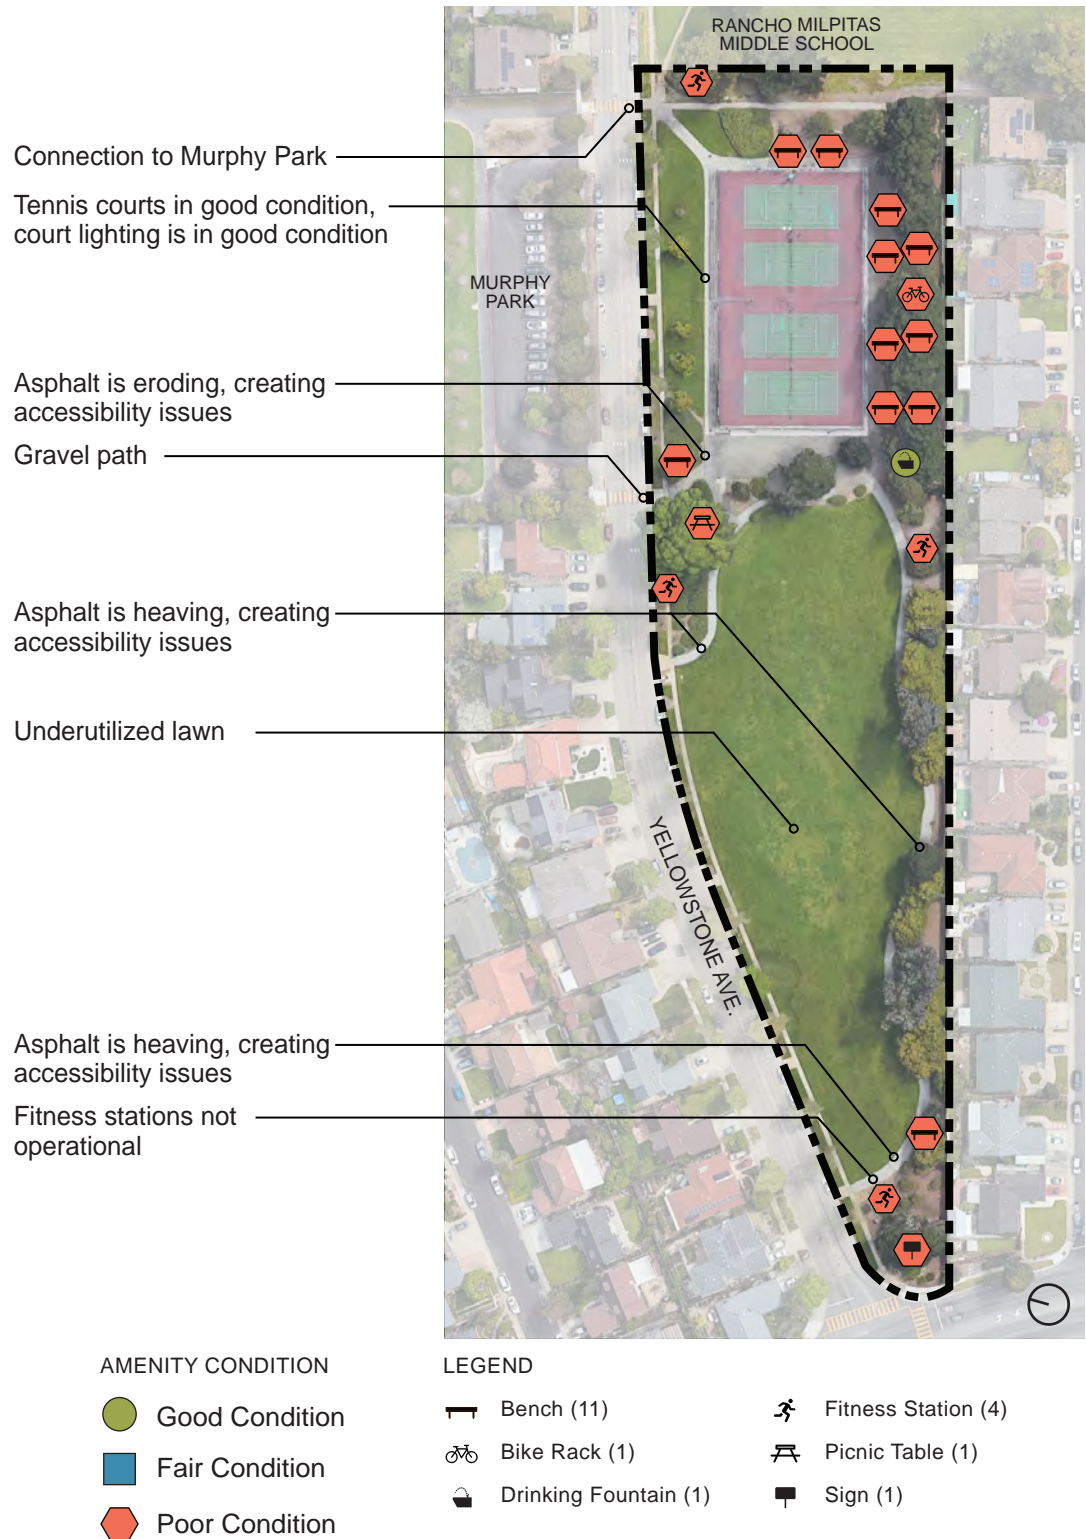 RANCHO MILPITAS
MIDDLE SCHOOL
Connection to Murphy Park
Tennis courts in good condition,
court lighting is in good condition
MURPHY
PARK
Asphalt is eroding, creating
accessibility issues
Gravel path
Asphalt is heaving, creating
accessibility issues
Underutilized lawn
YELLOWSTONE AVE.
Asphalt is heaving, creating
accessibility issues
Fitness stations not
operational
AMENITY CONDITION
Good Condition
Fair Condition
Poor Condition
LEGEND
Bench (11)
Bike Rack (1)
Drinking Fountain (1)
Fitness Station (4)
Picnic Table (1)
Sign (1)